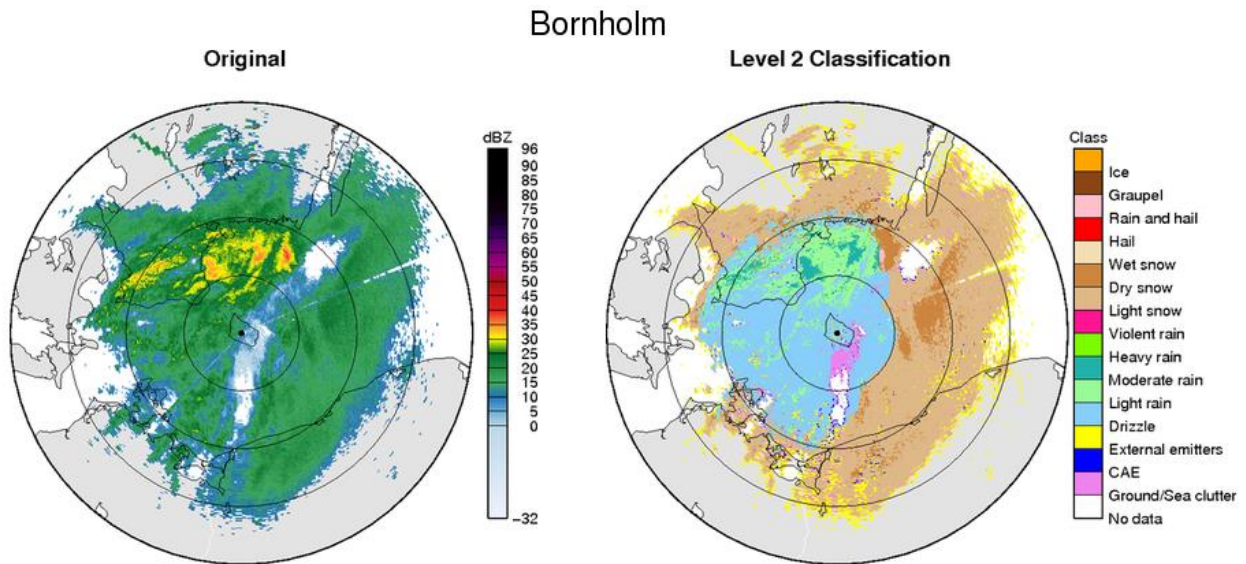 Bornholm
Original
Level 2 Classification
dBZ
96
90
80
75
70
65
60
55
50
45
40
35
30
25
20
15
10
5
0
−32
Class
Ice
Graupel
Rain and hail
Hail
Wet snow
Dry snow
Light snow
Violent rain
Heavy rain
Moderate rain
Light rain
Drizzle
External emitters
CAE
Ground/Sea clutter
No data